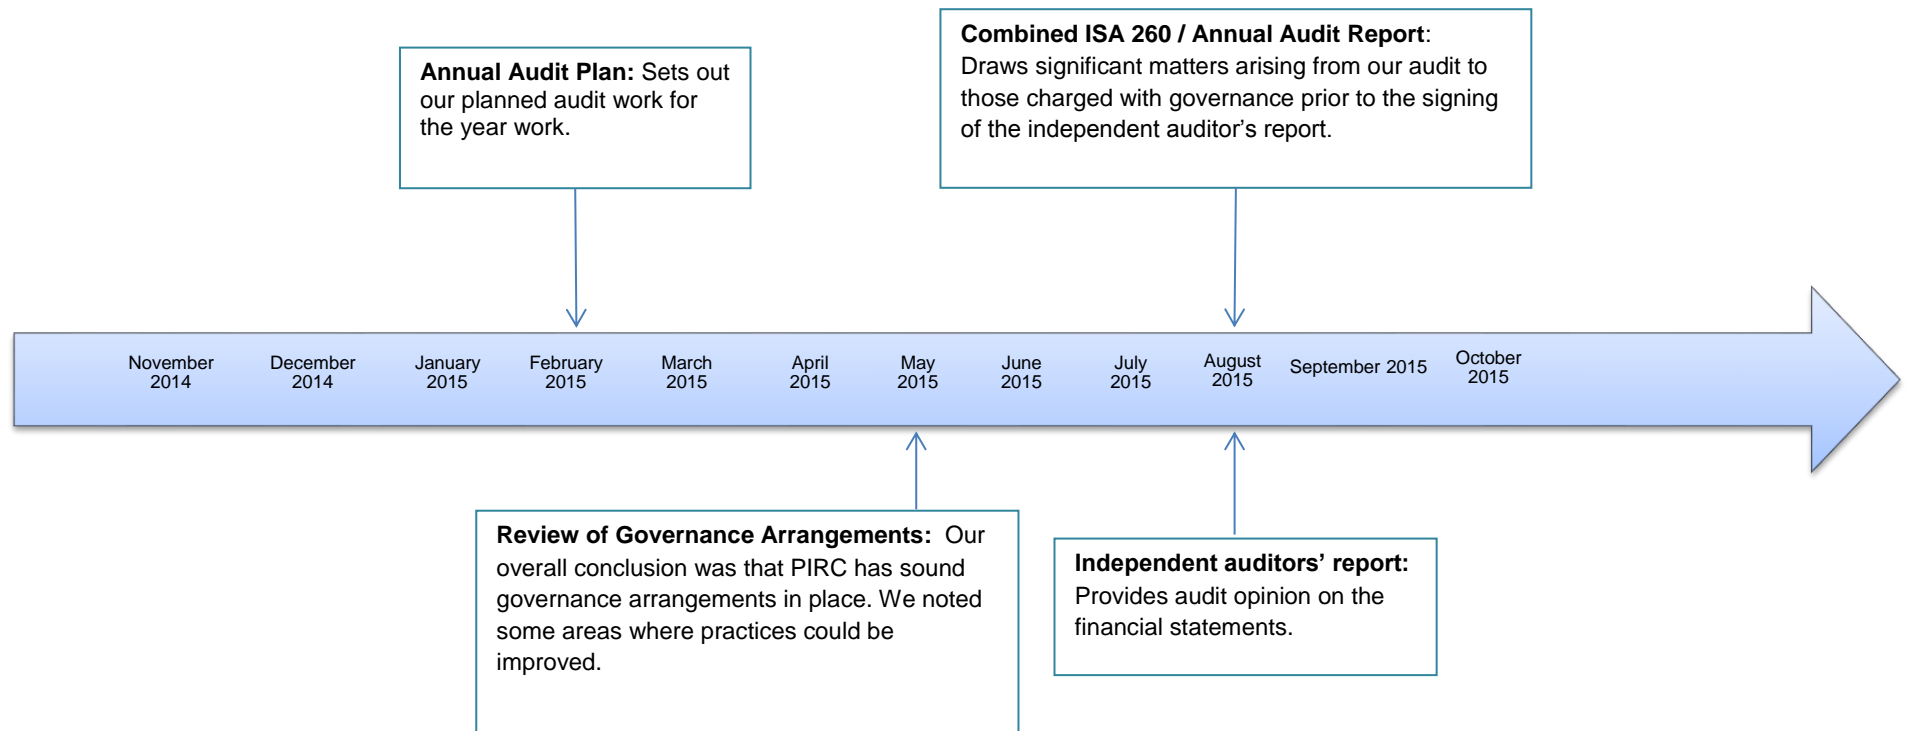 Annual Audit Plan: Sets out
our planned audit work for
the year work.
Combined ISA 260 / Annual Audit Report:
Draws significant matters arising from our audit to
those charged with governance prior to the signing
of the independent auditor’s report.
November
2014
December
2014
January
2015
February
2015
March
2015
April
2015
May
2015
June
2015
July
2015
August
2015
September 2015
October
2015
Review of Governance Arrangements: Our
overall conclusion was that PIRC has sound
governance arrangements in place. We noted
some areas where practices could be
improved.
Independent auditors’ report:
Provides audit opinion on the
financial statements.